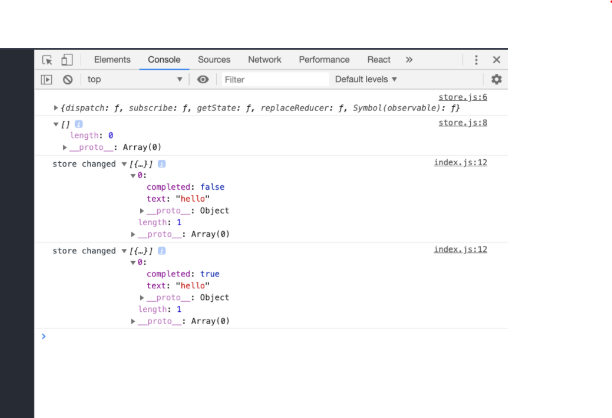 Elements Console Sources Network Performance React »
top Filter Default levels ▼
store.js:6
▶{dispatch: ƒ, subscribe: ƒ, getState: ƒ, replaceReducer: ƒ, Symbol(observable): ƒ}
▼[] i store.js:8
length: 0
▶__proto__: Array(0)
store changed ▼[{…}] i index.js:12
▼0:
completed: false
text: "hello"
▶__proto__: Object
length: 1
▶__proto__: Array(0)
store changed ▼[{…}] i index.js:12
▼0:
completed: true
text: "hello"
▶__proto__: Object
length: 1
▶__proto__: Array(0)
>